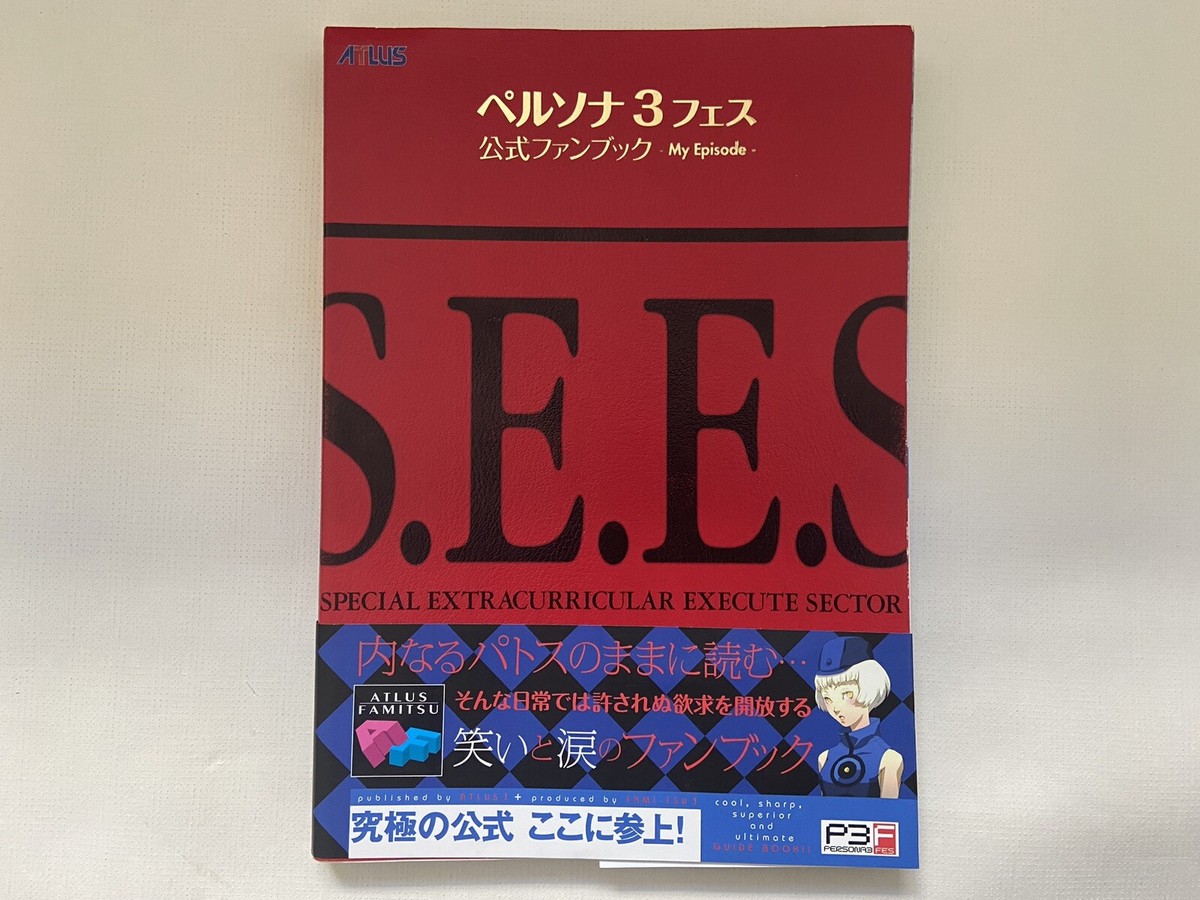 ATLUS
ペルソナ3フェス
公式ファンブック - My Episode -
S.E.E.S
SPECIAL EXTRACURRICULAR EXECUTE SECTOR
内なるパトスのままに読む…
そんな日常では許されぬ欲求を開放する
笑いと涙のファンブック
ATLUS
FAMITSU
published by ATLUS! + produced by FAMI-TSU!
究極の公式 ここに参上!
cool, sharp,
superior
and
ultimate
GUIDE BOOK!!
P3F
PERSONA3 FES